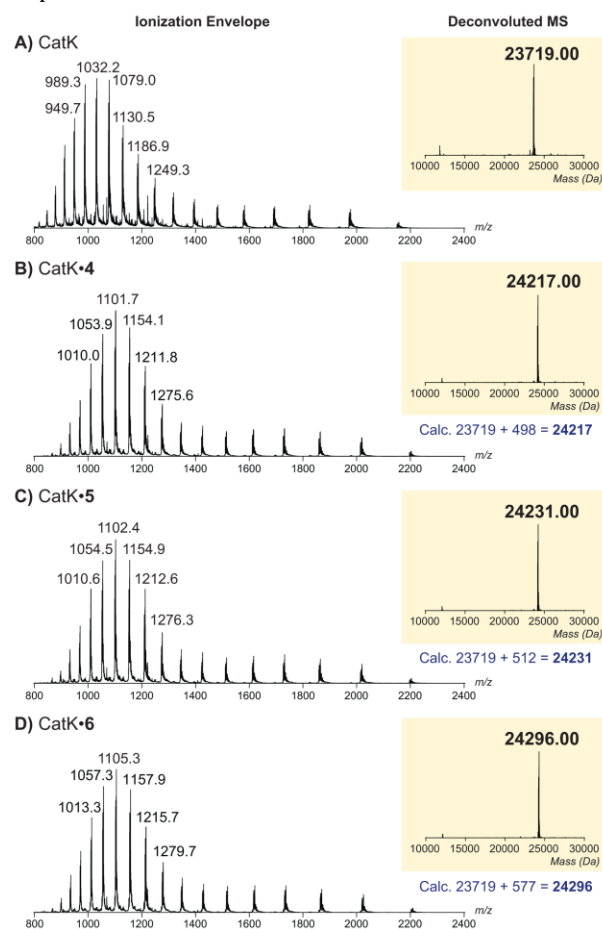 Ionization Envelope Deconvoluted MS
A) CatK
23719.00
1032.2
989.3 1079.0
949.7
1130.5
1186.9
1249.3
10000 15000 20000 25000 30000
Mass (Da)
m/z
800 1000 1200 1400 1600 1800 2000 2200 2400
B) CatK•4
24217.00
1101.7
1053.9 1154.1
1010.0
1211.8
1275.6
10000 15000 20000 25000 30000
Mass (Da)
Calc. 23719 + 498 = 24217
m/z
800 1000 1200 1400 1600 1800 2000 2200 2400
C) CatK•5
24231.00
1102.4
1054.5 1154.9
1010.6 1212.6
1276.3
10000 15000 20000 25000 30000
Mass (Da)
Calc. 23719 + 512 = 24231
m/z
800 1000 1200 1400 1600 1800 2000 2200 2400
D) CatK•6
24296.00
1105.3
1057.3 1157.9
1013.3
1215.7
1279.7
10000 15000 20000 25000 30000
Mass (Da)
Calc. 23719 + 577 = 24296
m/z
800 1000 1200 1400 1600 1800 2000 2200 2400